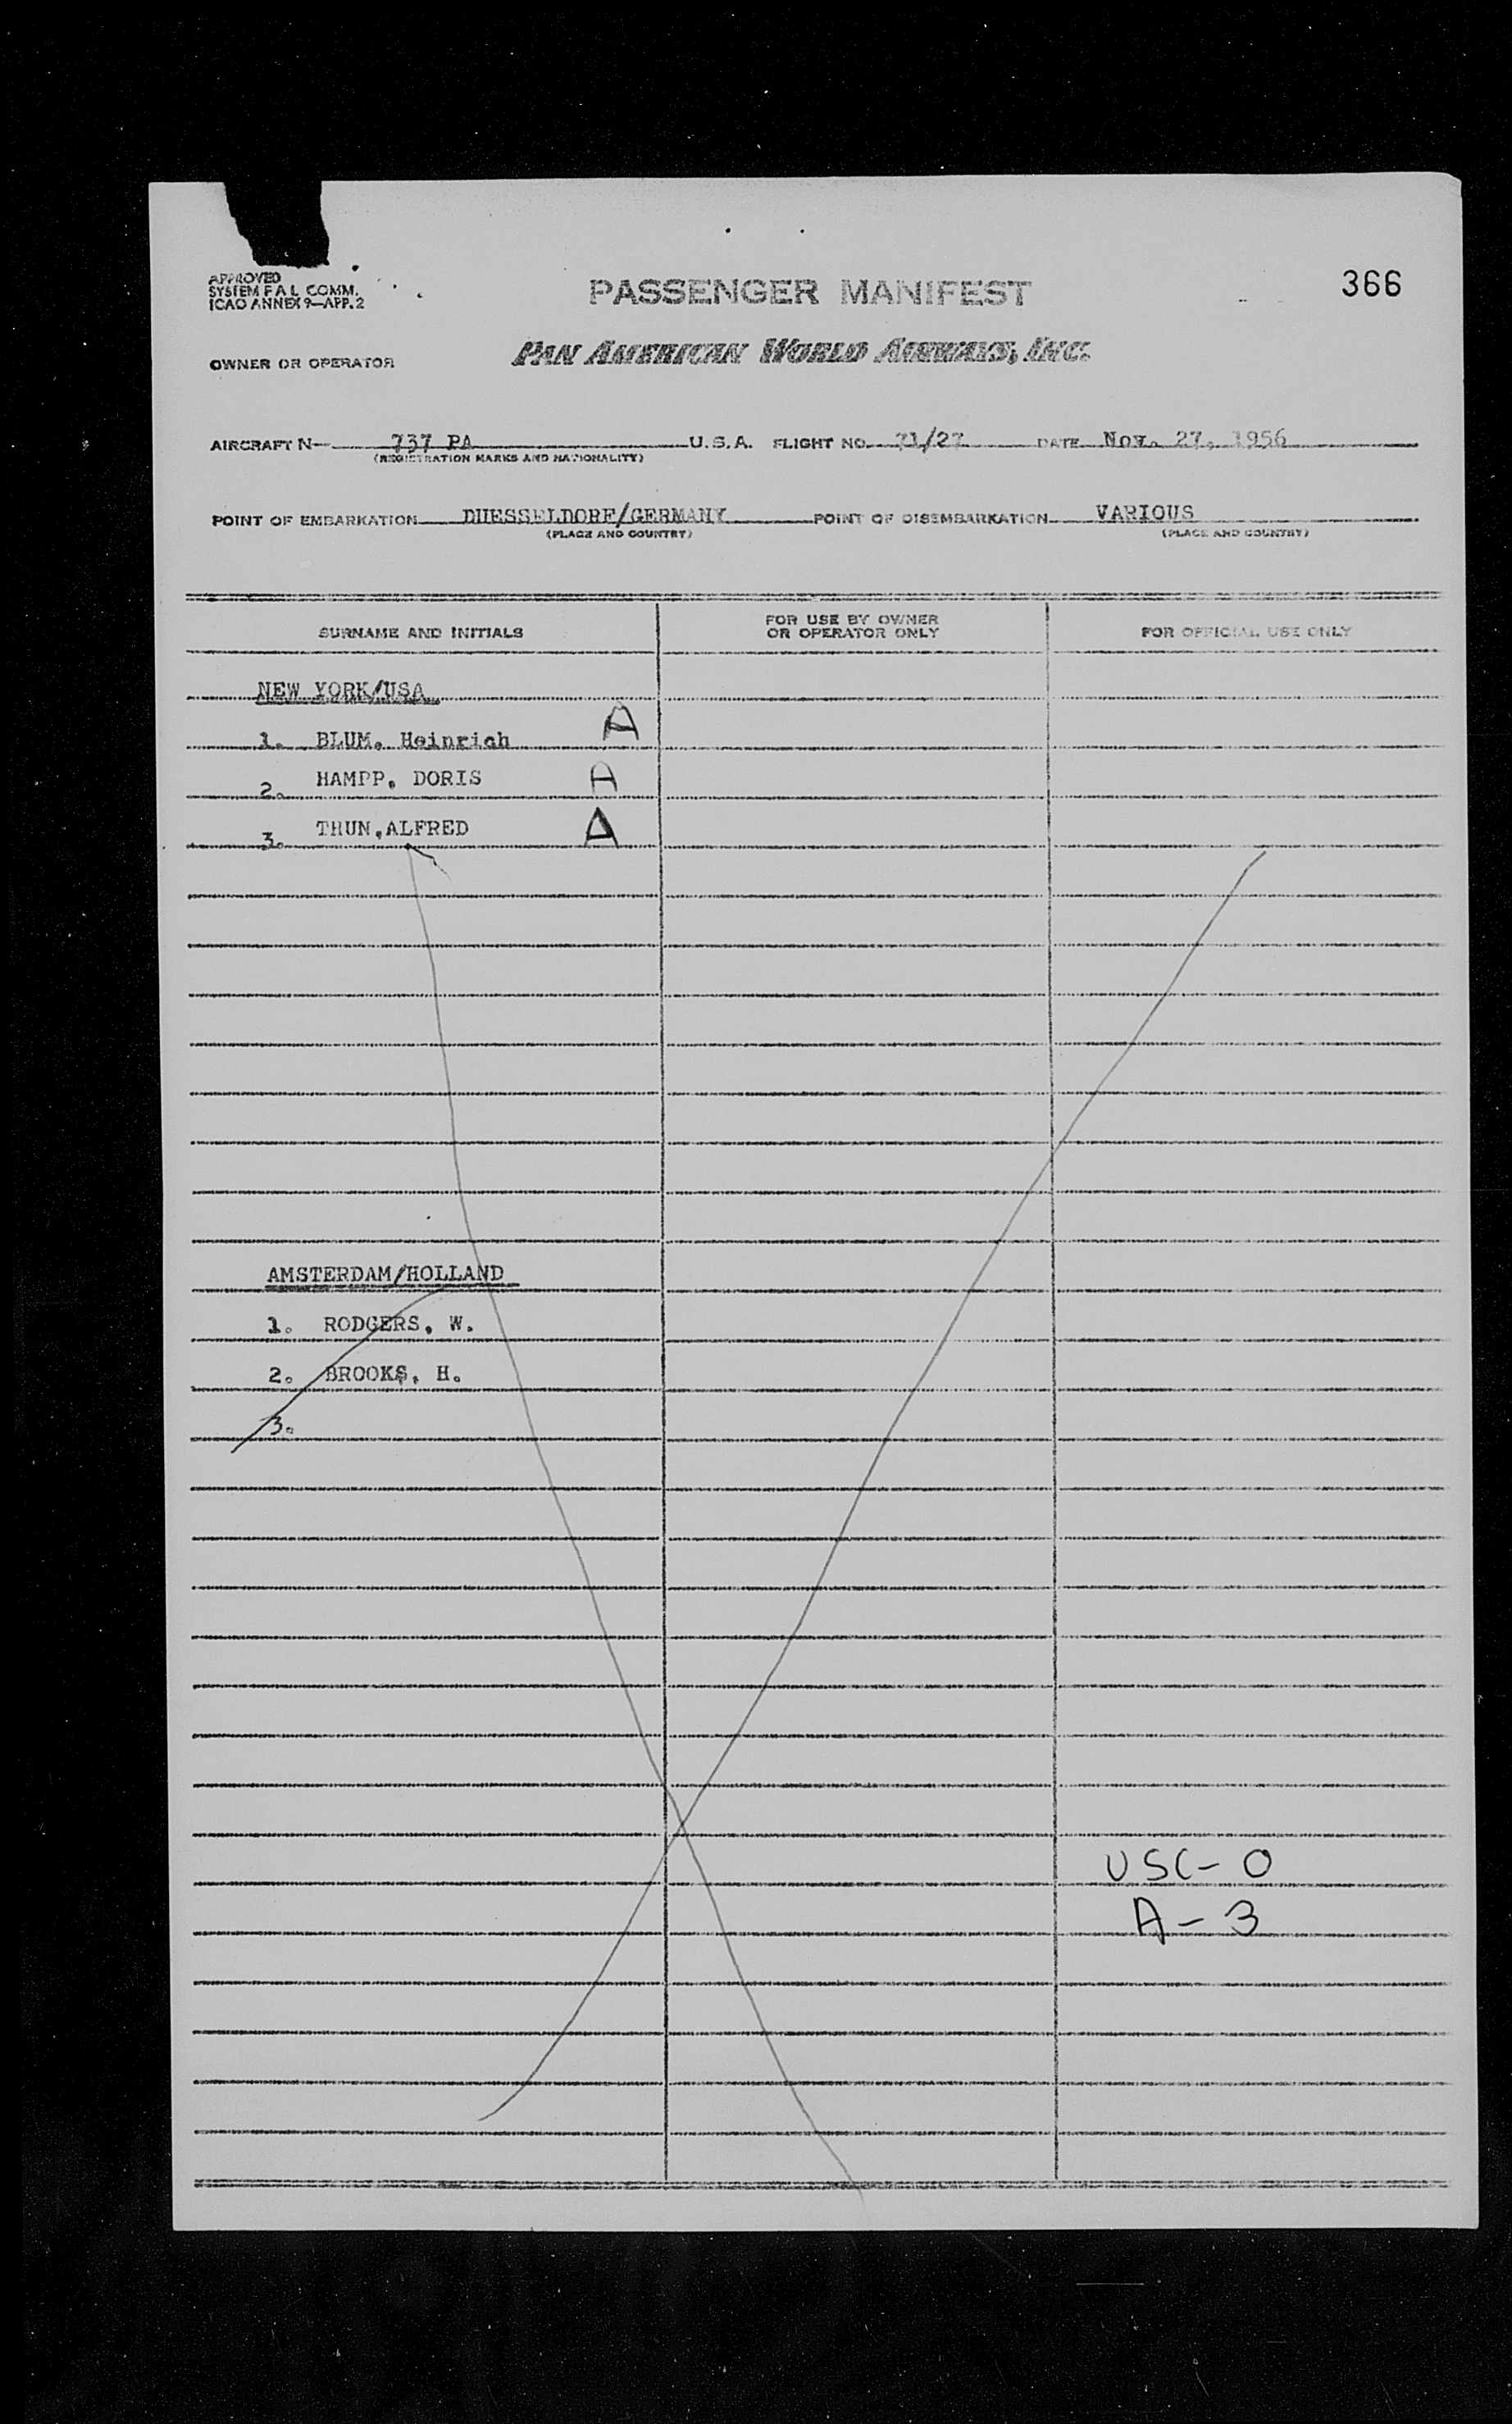 APPROVED
SYSTEM F A L COMM.
ICAO ANNEX 9—APP. 2
PASSENGER MANIFEST
366
OWNER OR OPERATOR
PAN AMERICAN WORLD AIRWAYS, INC.
AIRCRAFT N— 737 PA U.S.A. FLIGHT NO. 71/27 DATE Nov. 27, 1956
(REGISTRATION MARKS AND NATIONALITY)
POINT OF EMBARKATION DUESSELDORF/GERMANY POINT OF DISEMBARKATION VARIOUS
(PLACE AND COUNTRY) (PLACE AND COUNTRY)
SURNAME AND INITIALS
FOR USE BY OWNER
OR OPERATOR ONLY
FOR OFFICIAL USE ONLY
NEW YORK/USA
1. BLUM, Heinrich A
2. HAMPP, DORIS A
3. THUN,ALFRED A
AMSTERDAM/HOLLAND
1. RODGERS, W.
2. BROOKS, H.
3.
USC- 0
A - 3